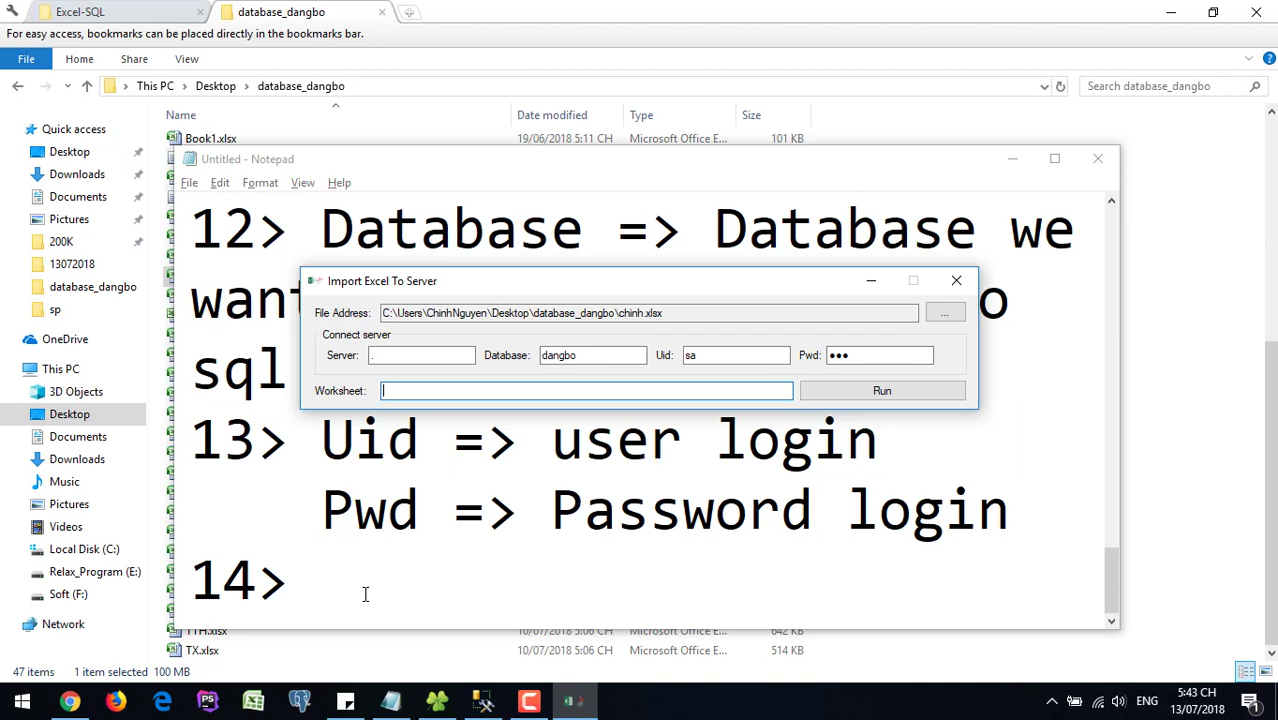 Excel-SQL
database_dangbo
For easy access, bookmarks can be placed directly in the bookmarks bar.
File Home Share View
This PC Desktop database_dangbo
Search database_dangbo
Name Date modified Type Size
Quick access
Desktop
Downloads
Documents
Pictures
200K
13072018
database_dangbo
sp
OneDrive
This PC
3D Objects
Desktop
Documents
Downloads
Music
Pictures
Videos
Local Disk (C:)
Relax_Program (E:)
Soft (F:)
Network
Book1.xlsx 19/06/2018 5:11 CH Microsoft Office E... 101 KB
Untitled - Notepad
File Edit Format View Help
12> Database => Database we
want
o
sql
Import Excel To Server
File Address: C:\Users\ChinhNguyen\Desktop\database_dangbo\chinh.xlsx ...
Connect server
Server: . Database: dangbo Uid: sa Pwd: ●●●
Worksheet: Run
13> Uid => user login
Pwd => Password login
14>
TTH.xlsx 10/07/2018 5:06 CH Microsoft Office E... 642 KB
TX.xlsx 10/07/2018 5:06 CH Microsoft Office E... 514 KB
47 items 1 item selected 100 MB
ENG
5:43 CH
13/07/2018